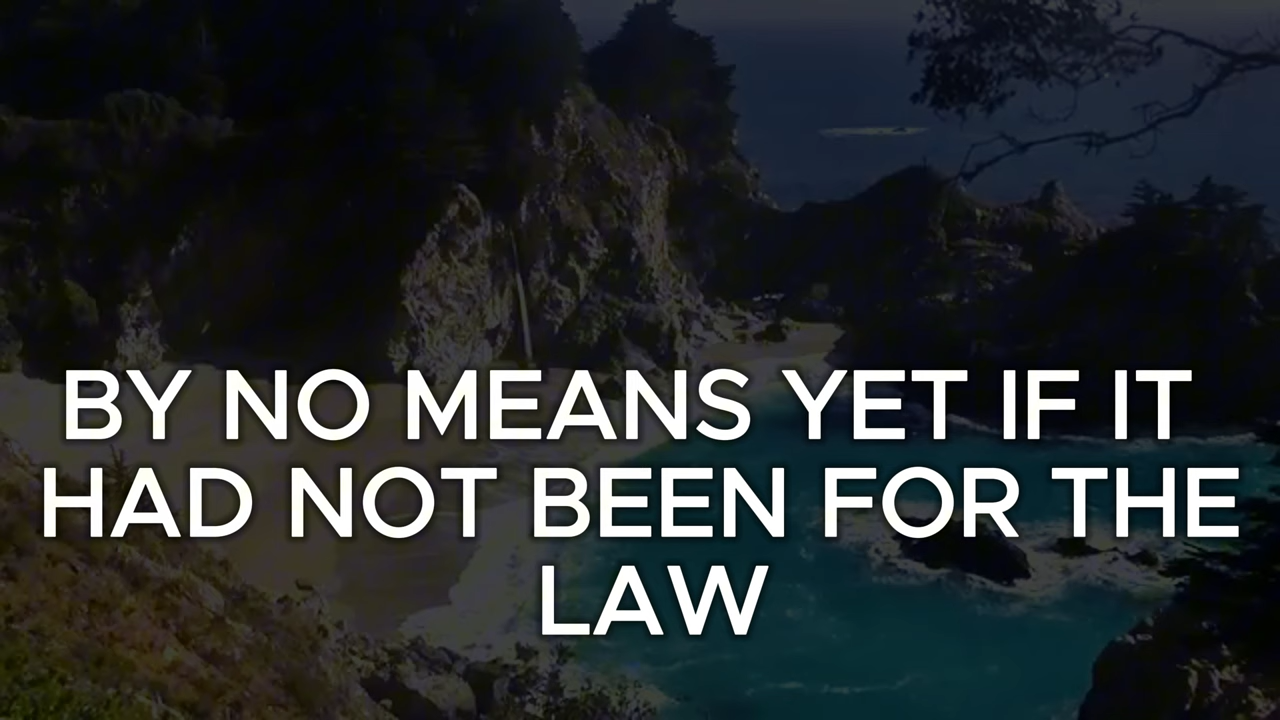 BY NO MEANS YET IF IT
HAD NOT BEEN FOR THE
LAW